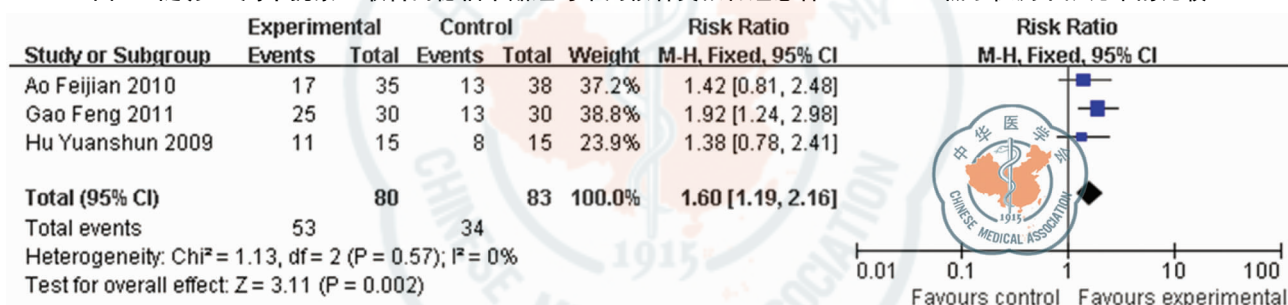 Experimental Control Risk Ratio Risk Ratio
Study or Subgroup Events Total Events Total Weight M-H, Fixed, 95% CI M-H, Fixed, 95% CI
Ao Feijian 2010 17 35 13 38 37.2% 1.42 [0.81, 2.48]
Gao Feng 2011 25 30 13 30 38.8% 1.92 [1.24, 2.98]
Hu Yuanshun 2009 11 15 8 15 23.9% 1.38 [0.78, 2.41]
Total (95% CI) 80 83 100.0% 1.60 [1.19, 2.16]
Total events 53 34
Heterogeneity: Chi² = 1.13, df = 2 (P = 0.57); I² = 0%
Test for overall effect: Z = 3.11 (P = 0.002)
0.01 0.1 1 10 100
Favours control Favours experimental
中华医学会
CHINESE MEDICAL ASSOCIATION
1915
CHINESE MEDICAL ASSOCIATION
1915